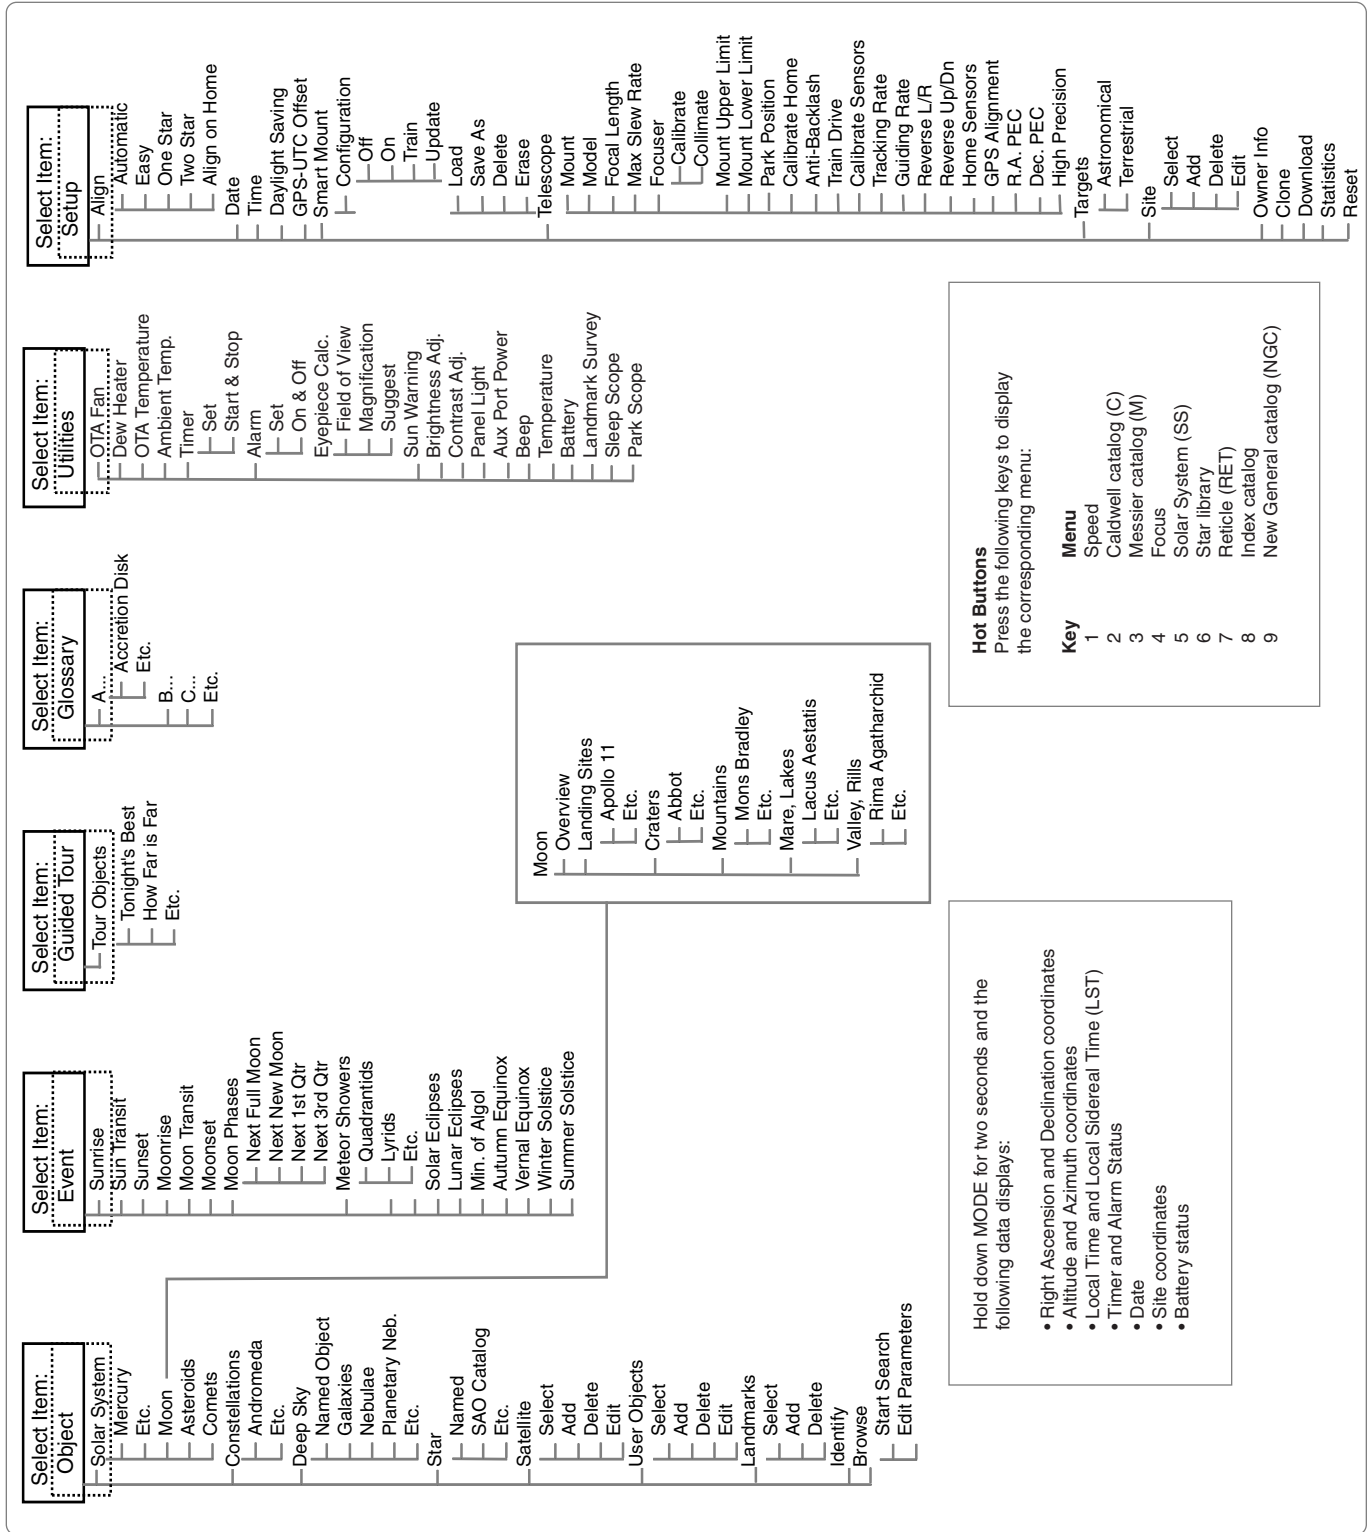 Select Item:
Object
Solar System
Mercury
Etc.
Moon
Asteroids
Comets
Constellations
Andromeda
Etc.
Deep Sky
Named Object
Galaxies
Nebulae
Planetary Neb.
Etc.
Star
Named
SAO Catalog
Etc.
Satellite
Select
Add
Delete
Edit
User Objects
Select
Add
Delete
Edit
Landmarks
Select
Add
Delete
Identify
Browse
Start Search
Edit Parameters
Select Item:
Event
Sunrise
Sun Transit
Sunset
Moonrise
Moon Transit
Moonset
Moon Phases
Next Full Moon
Next New Moon
Next 1st Qtr
Next 3rd Qtr
Meteor Showers
Quadrantids
Lyrids
Etc.
Solar Eclipses
Lunar Eclipses
Min. of Algol
Autumn Equinox
Vernal Equinox
Winter Solstice
Summer Solstice
Select Item:
Guided Tour
Tour Objects
Tonight's Best
How Far is Far
Etc.
Select Item:
Glossary
A...
Accretion Disk
Etc.
B...
C...
Etc.
Select Item:
Utilities
OTA Fan
Dew Heater
OTA Temperature
Ambient Temp.
Timer
Set
Start & Stop
Alarm
Set
On & Off
Eyepiece Calc.
Field of View
Magnification
Suggest
Sun Warning
Brightness Adj.
Contrast Adj.
Panel Light
Aux Port Power
Beep
Temperature
Battery
Landmark Survey
Sleep Scope
Park Scope
Select Item:
Setup
Align
Automatic
Easy
One Star
Two Star
Align on Home
Date
Time
Daylight Saving
GPS-UTC Offset
Smart Mount
Configuration
Off
On
Train
Update
Load
Save As
Delete
Erase
Telescope
Mount
Model
Focal Length
Max Slew Rate
Focuser
Calibrate
Collimate
Mount Upper Limit
Mount Lower Limit
Park Position
Calibrate Home
Anti-Backlash
Train Drive
Calibrate Sensors
Tracking Rate
Guiding Rate
Reverse L/R
Reverse Up/Dn
Home Sensors
GPS Alignment
R.A. PEC
Dec. PEC
High Precision
Targets
Astronomical
Terrestrial
Site
Select
Add
Delete
Edit
Owner Info
Clone
Download
Statistics
Reset
Moon
Overview
Landing Sites
Apollo 11
Etc.
Craters
Abbot
Etc.
Mountains
Mons Bradley
Etc.
Mare, Lakes
Lacus Aestatis
Etc.
Valley, Rills
Rima Agatharchid
Etc.
Hold down MODE for two seconds and the
following data displays:
• Right Ascension and Declination coordinates
• Altitude and Azimuth coordinates
• Local Time and Local Sidereal Time (LST)
• Timer and Alarm Status
• Date
• Site coordinates
• Battery status
Hot Buttons
Press the following keys to display
the corresponding menu:
Key Menu
1 Speed
2 Caldwell catalog (C)
3 Messier catalog (M)
4 Focus
5 Solar System (SS)
6 Star library
7 Reticle (RET)
8 Index catalog
9 New General catalog (NGC)